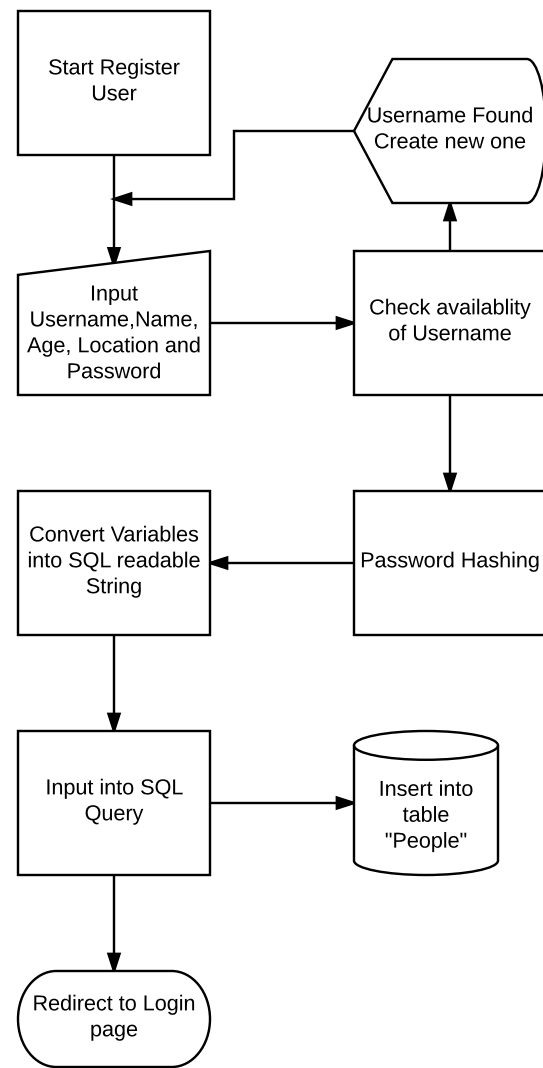 Start Register
User
Username Found
Create new one
Input
Username,Name,
Age, Location and
Password
Check availablity
of Username
Convert Variables
into SQL readable
String
Password Hashing
Input into SQL
Query
Insert into
table
"People"
Redirect to Login
page